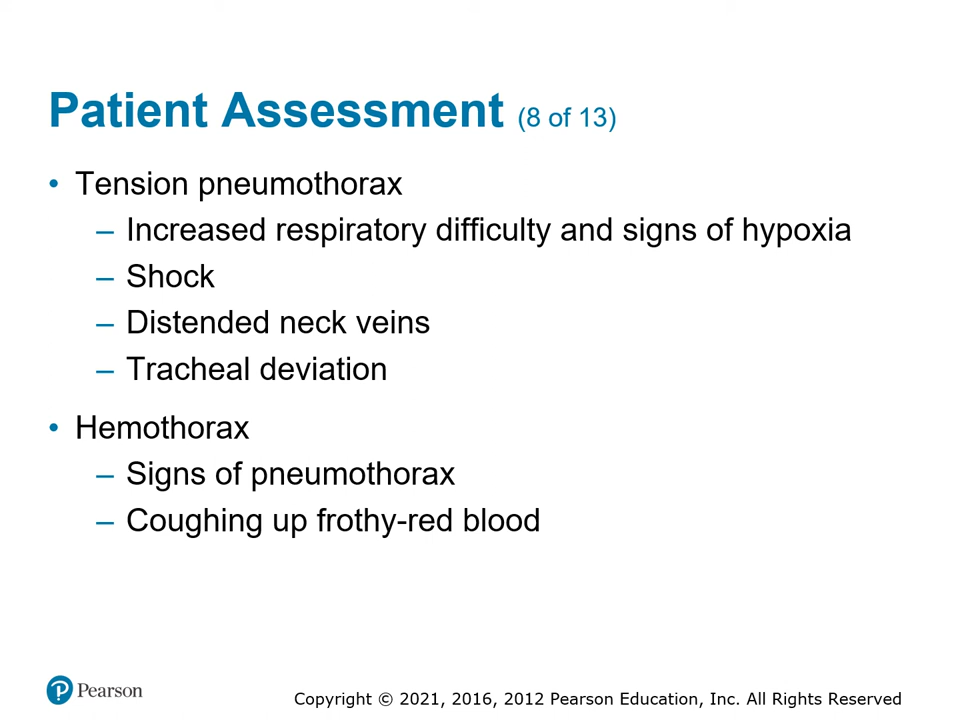 Patient Assessment (8 of 13)
• Tension pneumothorax
– Increased respiratory difficulty and signs of hypoxia
– Shock
– Distended neck veins
– Tracheal deviation
• Hemothorax
– Signs of pneumothorax
– Coughing up frothy-red blood
Pearson
Copyright © 2021, 2016, 2012 Pearson Education, Inc. All Rights Reserved